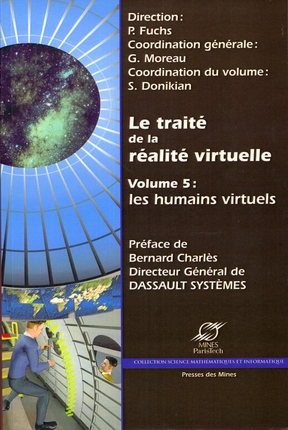 Direction :
P. Fuchs
Coordination générale :
G. Moreau
Coordination du volume :
S. Donikian
Le traité
de la
réalité virtuelle
Volume 5 :
les humains virtuels
Préface de
Bernard Charlès
Directeur Général de
DASSAULT SYSTÈMES
MINES
ParisTech
COLLECTION SCIENCE MATHÉMATIQUES ET INFORMATIQUE
Presses des Mines